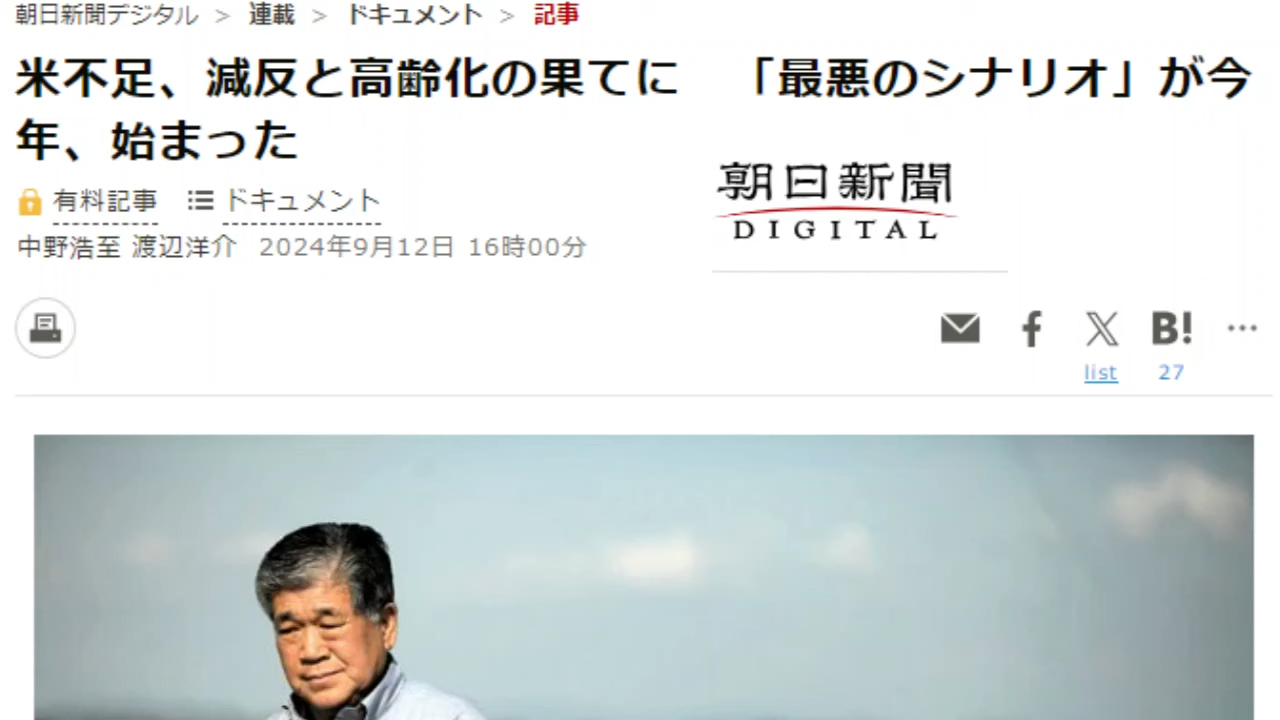 朝日新聞デジタル > 連載 > ドキュメント > 記事
米不足、減反と高齢化の果てに　「最悪のシナリオ」が今
年、始まった
有料記事 ドキュメント
朝日新聞
DIGITAL
中野浩至 渡辺洋介 2024年9月12日 16時00分
B!
list 27